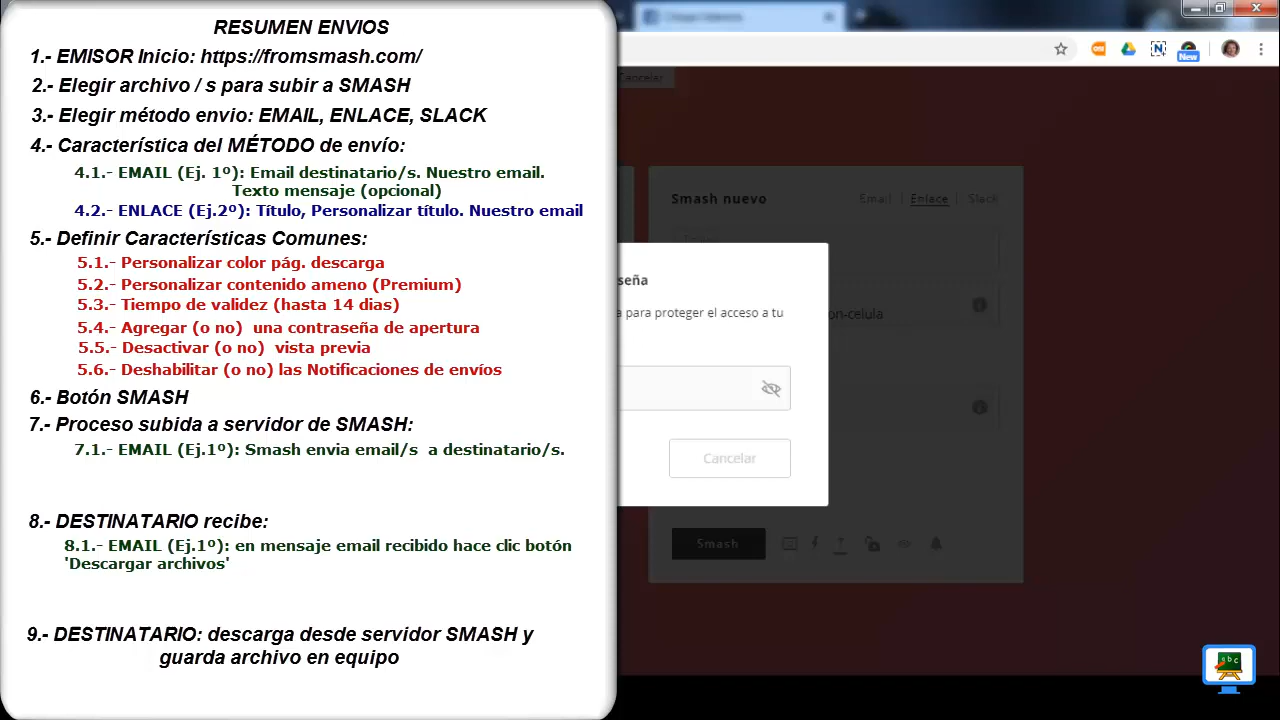 RESUMEN ENVIOS
1.- EMISOR Inicio: https://fromsmash.com/
2.- Elegir archivo / s para subir a SMASH
3.- Elegir método envio: EMAIL, ENLACE, SLACK
4.- Característica del MÉTODO de envío:
4.1.- EMAIL (Ej. 1º): Email destinatario/s. Nuestro email.
Texto mensaje (opcional)
4.2.- ENLACE (Ej.2º): Título, Personalizar título. Nuestro email
5.- Definir Características Comunes:
5.1.- Personalizar color pág. descarga
5.2.- Personalizar contenido ameno (Premium)
5.3.- Tiempo de validez (hasta 14 dias)
5.4.- Agregar (o no) una contraseña de apertura
5.5.- Desactivar (o no) vista previa
5.6.- Deshabilitar (o no) las Notificaciones de envíos
6.- Botón SMASH
7.- Proceso subida a servidor de SMASH:
7.1.- EMAIL (Ej.1º): Smash envia email/s a destinatario/s.
8.- DESTINATARIO recibe:
8.1.- EMAIL (Ej.1º): en mensaje email recibido hace clic botón
'Descargar archivos'
9.- DESTINATARIO: descarga desde servidor SMASH y
guarda archivo en equipo
New
Cancelar
Smash nuevo Email Enlace Slack
seña
a para proteger el acceso a tu
on-celula
Cancelar
Smash
abc